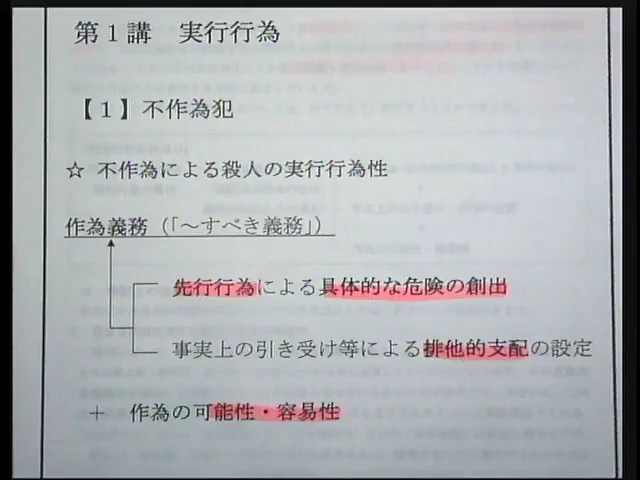 第１講　実行行為
【１】不作為犯
☆ 不作為による殺人の実行行為性
作為義務（「～すべき義務」）
先行行為による具体的な危険の創出
事実上の引き受け等による排他的支配の設定
＋　作為の可能性・容易性